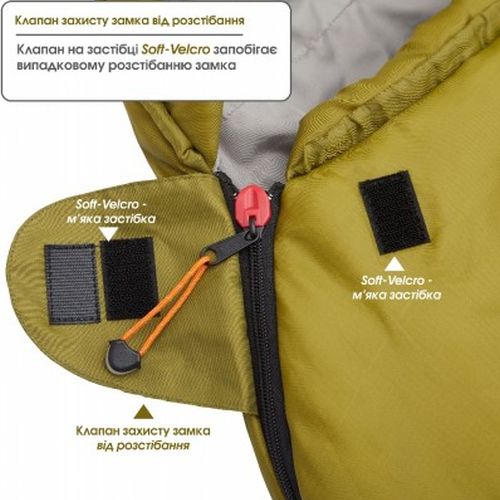 Клапан захисту замка від розстібання
Клапан на застібці Soft-Velcro запобігає
випадковому розстібанню замка
Soft-Velcro -
м'яка застібка
Soft-Velcro -
м'яка застібка
Клапан захисту замка
від розстібання